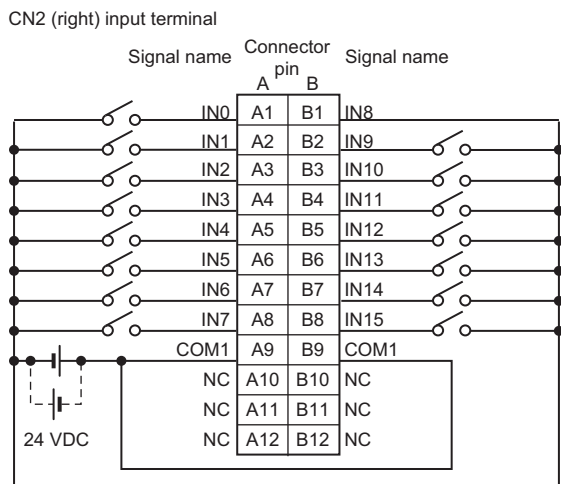 CN2 (right) input terminal
Signal name Connector pin Signal name
A B
IN0 A1 B1 IN8
IN1 A2 B2 IN9
IN2 A3 B3 IN10
IN3 A4 B4 IN11
IN4 A5 B5 IN12
IN5 A6 B6 IN13
IN6 A7 B7 IN14
IN7 A8 B8 IN15
COM1 A9 B9 COM1
NC A10 B10 NC
NC A11 B11 NC
24 VDC NC A12 B12 NC